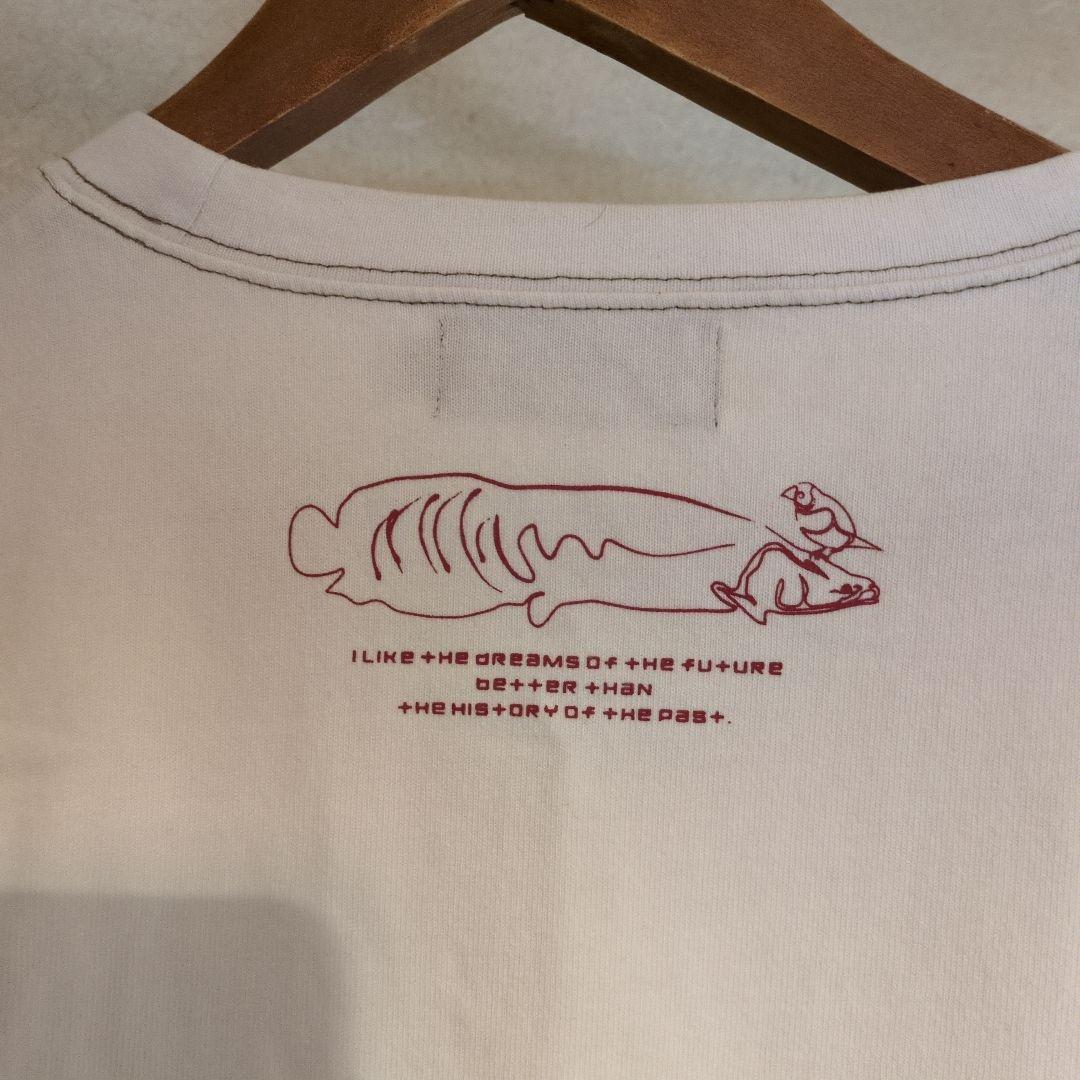 I LIKE tHE dREamS Of tHE fUtURE
bEttER tHaN
tHE HIStORY Of tHE Past.